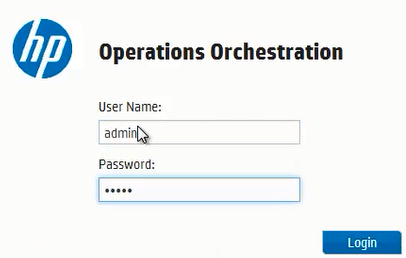 hp
Operations Orchestration
User Name:
admin
Password:
•••••
Login